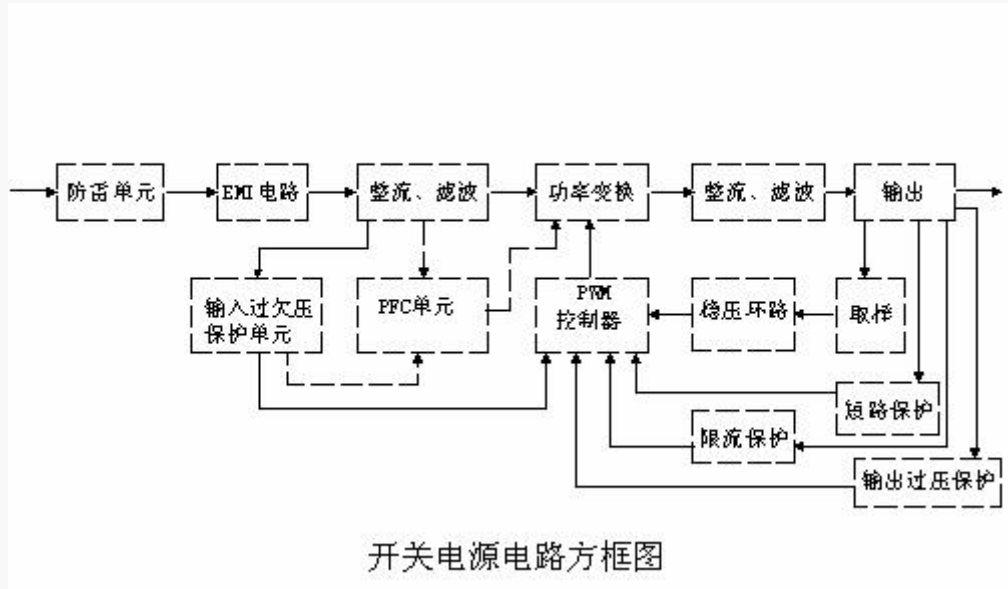 防雷单元
EMI电路
整流、滤波
功率变换
整流、滤波
输出
输入过欠压
保护单元
PFC单元
PWM
控制器
稳压环路
取样
短路保护
限流保护
输出过压保护
开关电源电路方框图